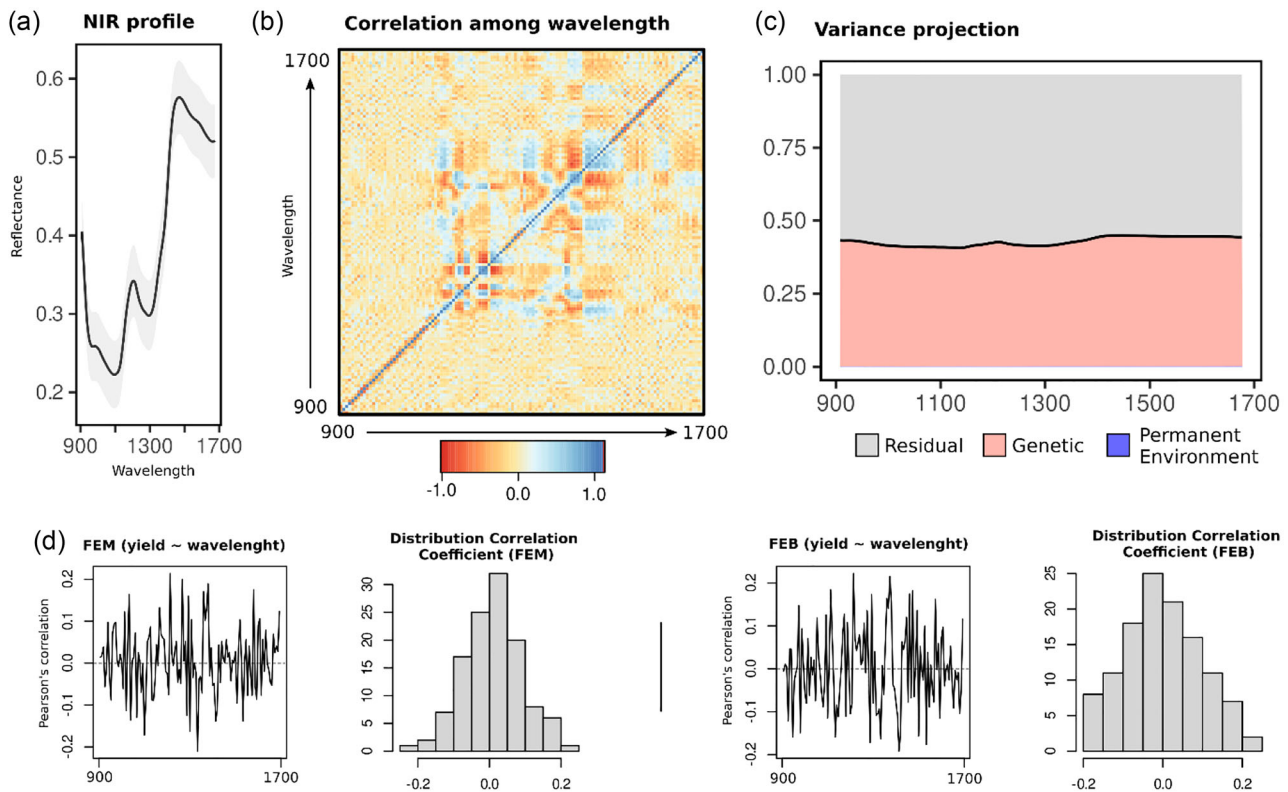 (a) NIR profile
0.6
0.5
0.4
0.3
0.2
Reflectance
900 1300 1700
Wavelength
(b) Correlation among wavelength
1700
Wavelength
900
900 1700
-1.0 0.0 1.0
(c) Variance projection
1.00
0.75
0.50
0.25
0.00
900 1100 1300 1500 1700
Residual Genetic Permanent
Environment
(d) FEM (yield ~ wavelenght)
Pearson's correlation
0.2
0.1
0.0
-0.1
-0.2
900 1700
Distribution Correlation
Coefficient (FEM)
30
25
20
15
10
5
0
-0.2 0.0 0.2
FEB (yield ~ wavelenght)
Pearson's correlation
0.2
0.1
0.0
-0.1
-0.2
900 1700
Distribution Correlation
Coefficient (FEB)
25
20
15
10
5
0
-0.2 0.0 0.2